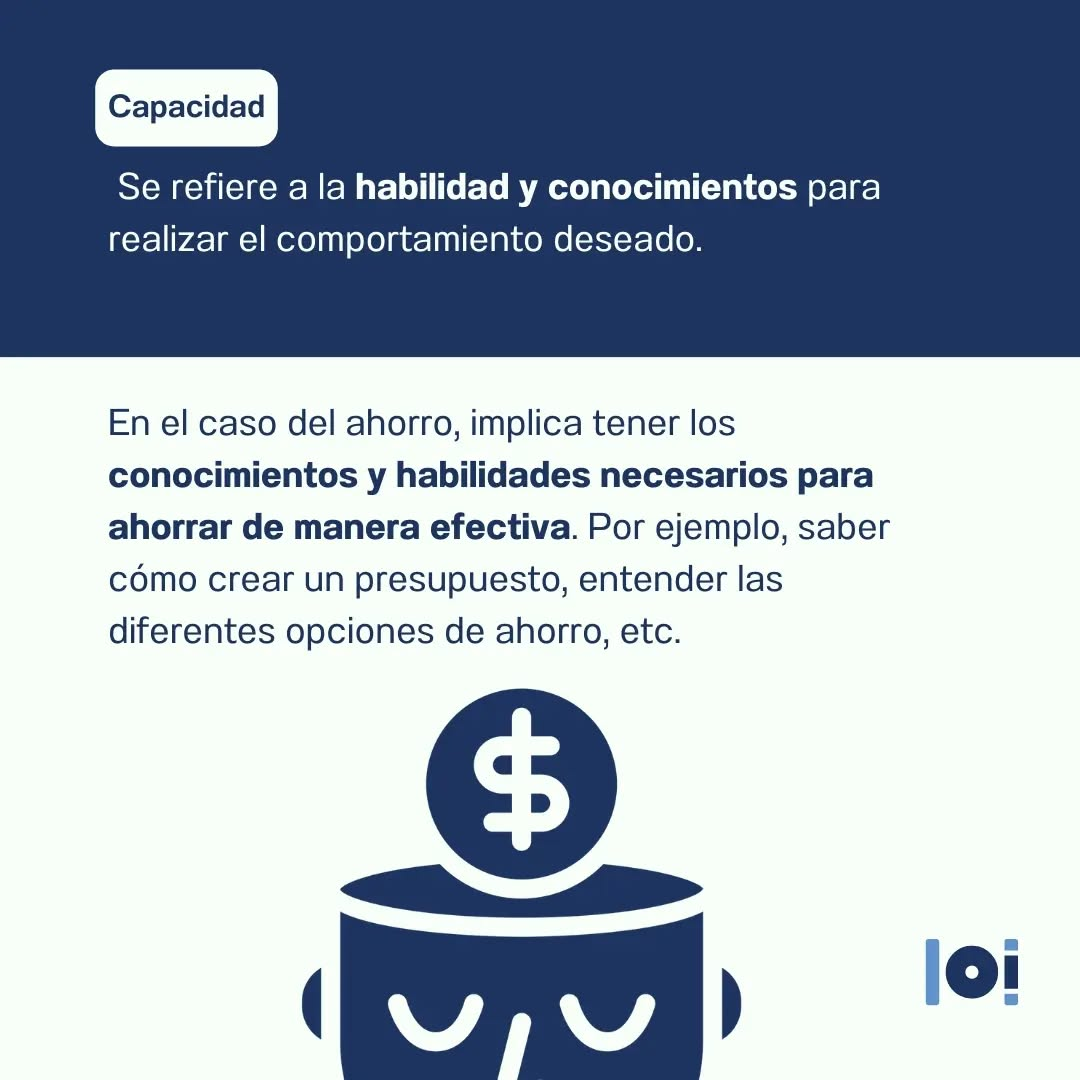 Capacidad
Se refiere a la habilidad y conocimientos para
realizar el comportamiento deseado.
En el caso del ahorro, implica tener los
conocimientos y habilidades necesarios para
ahorrar de manera efectiva. Por ejemplo, saber
cómo crear un presupuesto, entender las
diferentes opciones de ahorro, etc.
$